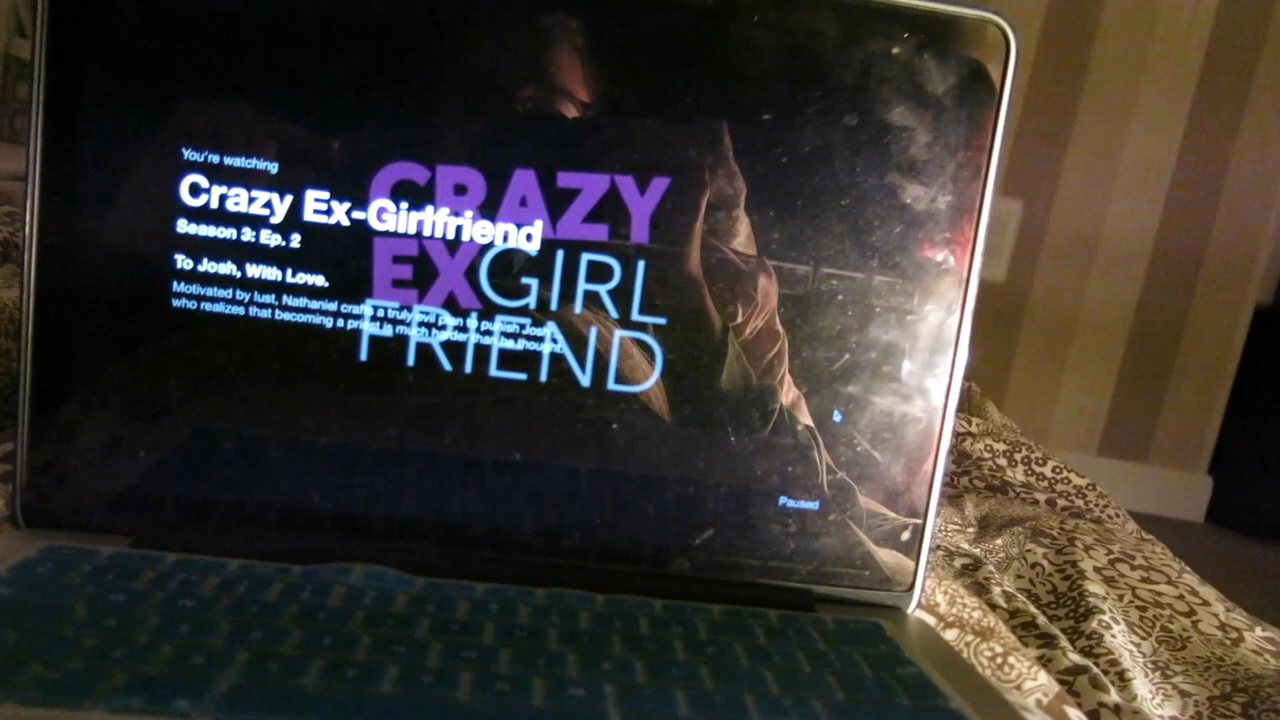 You're watching
Crazy Ex-Girlfriend
Season 3: Ep. 2
To Josh, With Love.
Motivated by lust, Nathaniel crafts a truly evil plan to punish Josh,
who realizes that becoming a priest is much harder than he thought.
CRAZY
EXGIRL
FRIEND
Paused